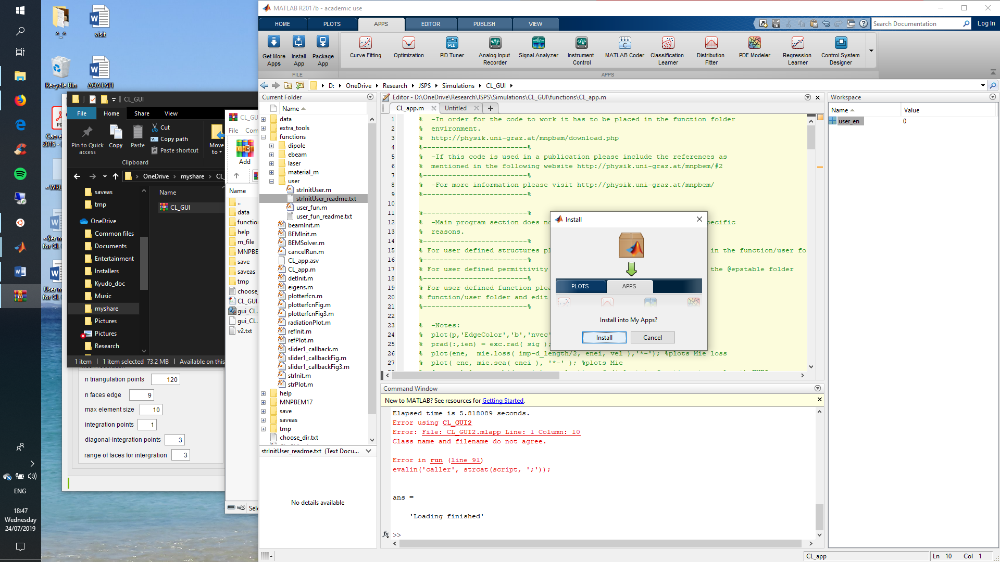 ^_^
visit
Recycle Bin
ΔΟΑΤΑΠ
CL_GUI
File
Home
Share
View
Pin to Quick access
Copy
Paste
Cut
Copy path
Paste shortcut
Move to
Clipboard
OneDrive
myshare
saveas
tmp
OneDrive
Common files
Documents
Entertainment
Installers
Kyudo_doc
Music
myshare
Pictures
Pictures
Research
Name
CL_GUI
1 item
1 item selected 73.2 MB
Available on this
n triangulation points 120
n faces edge 9
max element size 10
integration points 1
diagonal-integration points 3
range of faces for intergration 3
ENG
18:47
Wednesday
24/07/2019
File
Add
Name
..
data
help
m_file
save
saveas
tmp
v2.txt
MATLAB R2017b - academic use
HOME
PLOTS
APPS
EDITOR
PUBLISH
VIEW
Search Documentation
Log In
Get More Apps
Install App
Package App
FILE
Curve Fitting
Optimization
PID Tuner
Analog Input Recorder
Signal Analyzer
Instrument Control
MATLAB Coder
Classification Learner
Distribution Fitter
PDE Modeler
Regression Learner
Control System Designer
APPS
D:
OneDrive
Research
JSPS
Simulations
CL_GUI
Current Folder
Name
data
extra_tools
functions
dipole
ebeam
laser
material_m
user
strInitUser.m
strInitUser_readme.txt
user_fun.m
user_fun_readme.txt
beamInit.m
BEMInit.m
BEMSolver.m
cancelRun.m
CL_app.asv
CL_app.m
detInit.m
eigens.m
plotterfcn.m
plotterfcnFig.m
plotterfcnFig3.m
radiationPlot.m
refInit.m
refPlot.m
slider1_callback.m
slider1_callbackFig.m
slider1_callbackFig3.m
strInit.m
strPlot.m
help
MNPBEM17
save
saveas
tmp
choose_dir.txt
strInitUser_readme.txt (Text Docu...
No details available
Editor - D:\OneDrive\Research\JSPS\Simulations\CL_GUI\functions\CL_app.m
CL_app.m
Untitled
1 % -In order for the code to work it has to be placed in the function folder
2 % environment.
3 % http://physik.uni-graz.at/mnpbem/download.php
4 %-------------------------%
5 % -If this code is used in a publication please include the references as
6 % mentioned in the following website http://physik.uni-graz.at/mnpbem/#2
7 %-------------------------%
8 % -For more information please visit http://physik.uni-graz.at/mnpbem/
9 %-------------------------%
10
11 %-------------------------%
12 % -Main program section does
13 % reasons.
14 %-------------------------%
15 % For user defined structures in the function/user fo
16 %-------------------------%
17 % For user defined permittivity the @epstable folder
18 %-------------------------%
19 % For user defined function
20 % function/user folder and edit
21 %-------------------------%
22
23 % -Notes:
24 % plot(p,'EdgeColor','b','nvec'
25 % prad(:,ien) = exc.rad( sig );
26 % plot(ene, mie.loss( imp-d_length/2, enei, vel ),'*-'); %plots Mie loss
27 % plot( ene, mie.sca( enei ), '*-' ); %plots Mie
Install
PLOTS
APPS
Install into My Apps?
Install
Cancel
Command Window
New to MATLAB? See resources for Getting Started.
Elapsed time is 5.818089 seconds.
Error using CL_GUI2
Error: File: CL_GUI2.mlapp Line: 1 Column: 10
Class name and filename do not agree.
Error in run (line 91)
evalin('caller', strcat(script, ';'));
ans =
'Loading finished'
fx >>
Workspace
Name
Value
user_en
0
CL_app
Ln 10 Col 1